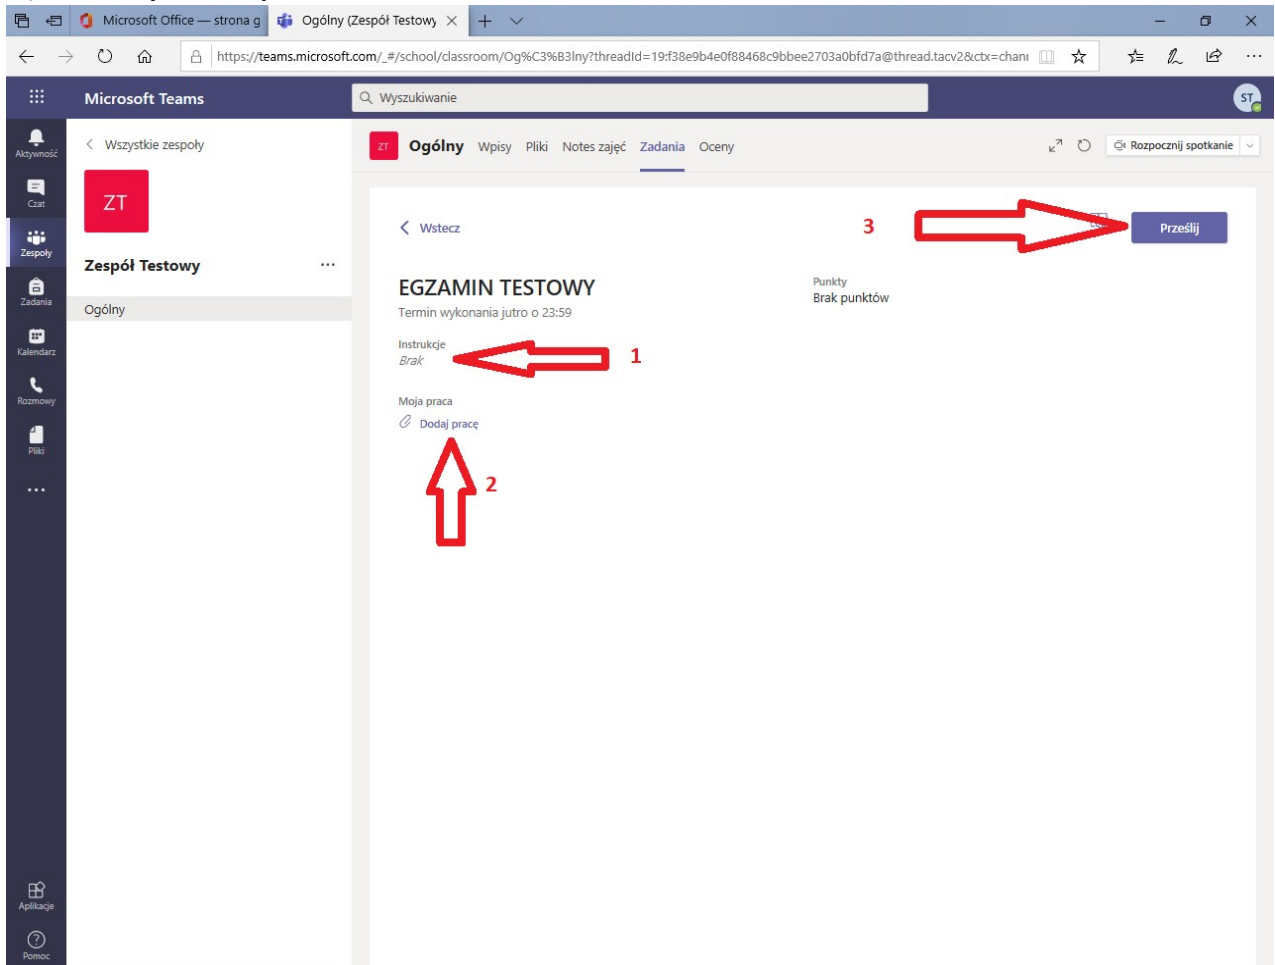 Microsoft Office — strona g
Ogólny (Zespół Testowy
https://teams.microsoft.com/_#/school/classroom/Og%C3%B3lny?threadId=19:f38e9b4e0f88468c9bbee2703a0bfd7a@thread.tacv2&ctx=chan
Microsoft Teams
Wyszukiwanie
ST
Aktywność
Czat
Zespoły
Zadania
Kalendarz
Rozmowy
Pliki
Aplikacje
Pomoc
Wszystkie zespoły
ZT
Zespół Testowy
Ogólny
ZT Ogólny Wpisy Pliki Notes zajęć Zadania Oceny
Rozpocznij spotkanie
Wstecz
3
Prześlij
EGZAMIN TESTOWY
Termin wykonania jutro o 23:59
Punkty
Brak punktów
Instrukcje
Brak
1
Moja praca
Dodaj pracę
2